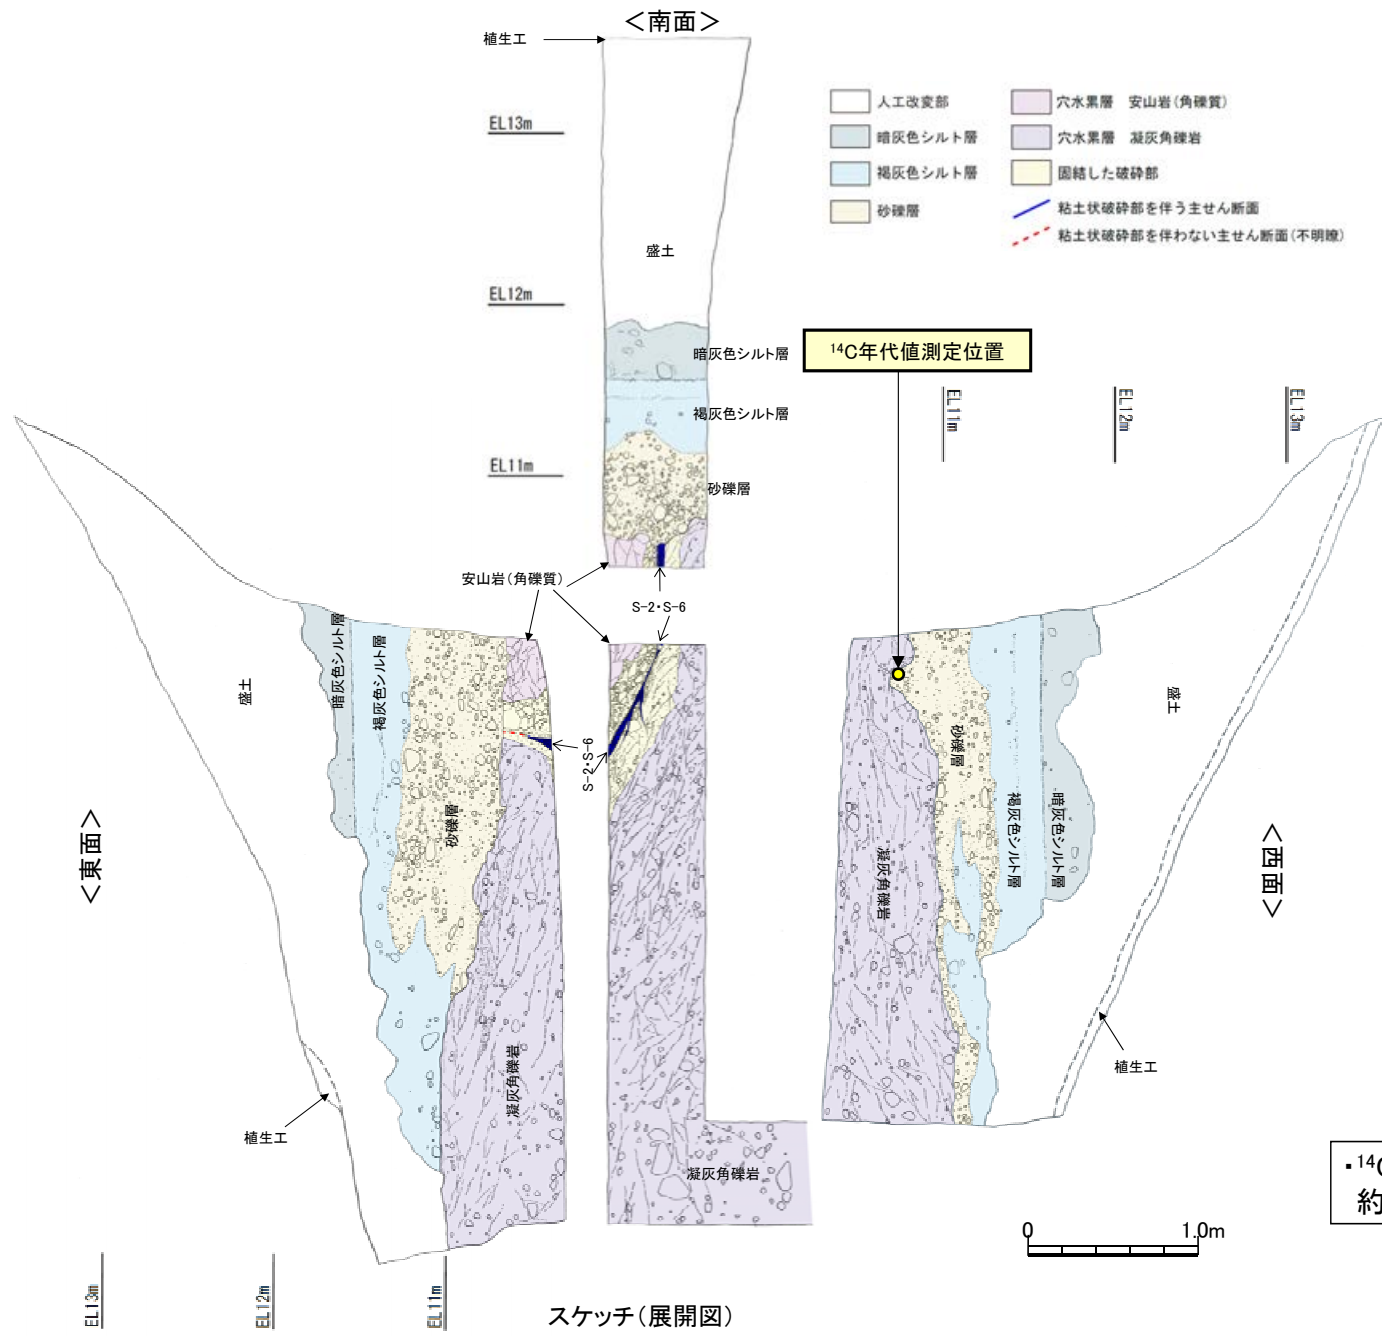 ＜南面＞
植生工
EL13m
EL12m
EL11m
盛土
暗灰色シルト層
褐灰色シルト層
砂礫層
人工改変部
暗灰色シルト層
褐灰色シルト層
砂礫層
穴水累層　安山岩(角礫質)
穴水累層　凝灰角礫岩
固結した破砕部
粘土状破砕部を伴う主せん断面
粘土状破砕部を伴わない主せん断面(不明瞭)
¹⁴C年代値測定位置
EL11m
EL12m
EL13m
安山岩(角礫質)
S-2・S-6
S-2・S-6
＜東面＞
盛土
暗灰色シルト層
褐灰色シルト層
砂礫層
凝灰角礫岩
植生工
凝灰角礫岩
凝灰角礫岩
砂礫層
褐灰色シルト層
暗灰色シルト層
盛土
＜西面＞
植生工
・¹⁴C
約
0 1.0m
EL13m
EL12m
EL11m
スケッチ(展開図)